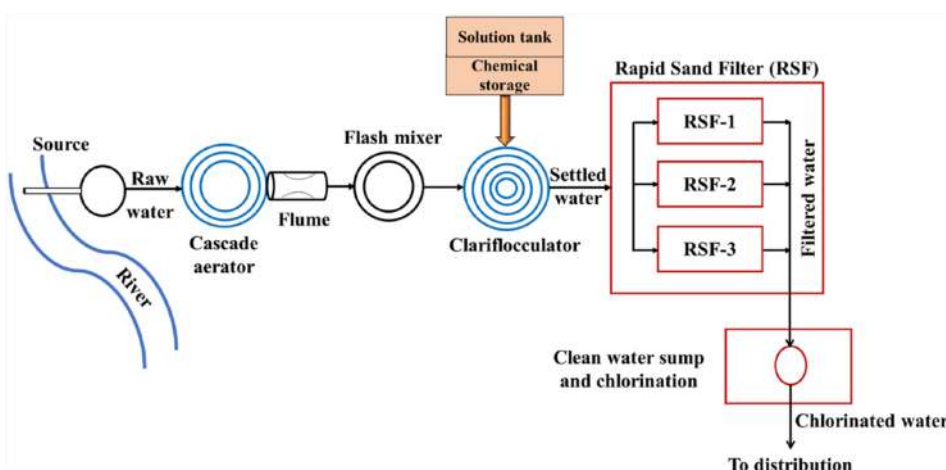 Solution tank
Chemical
storage
Rapid Sand Filter (RSF)
Source
Raw
water
Cascade
aerator
Flume
Flash mixer
Clariflocculator
Settled
water
RSF-1
RSF-2
RSF-3
Filtered water
River
Clean water sump
and chlorination
Chlorinated water
To distribution